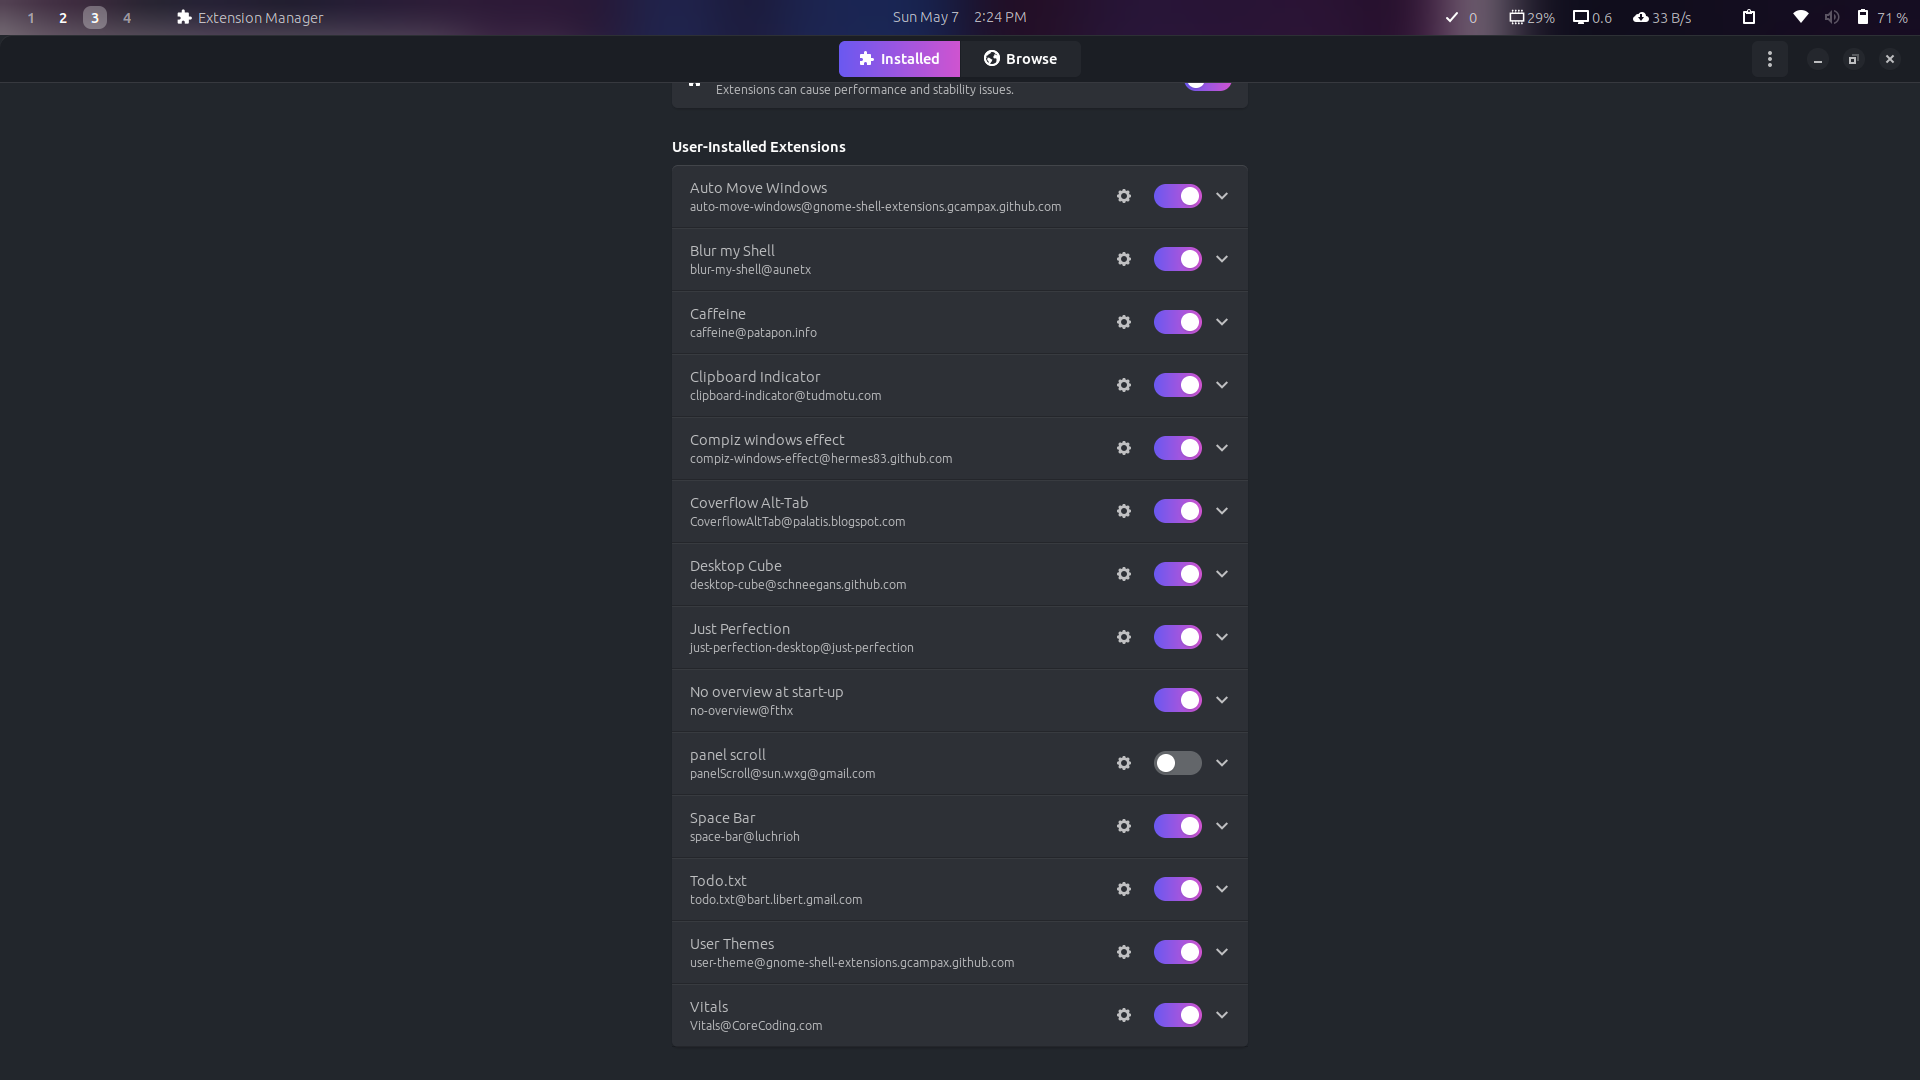 1 2 3 4 Extension Manager Sun May 7 2:24 PM 0 29% 0.6 33 B/s 71 %
Installed Browse
Extensions can cause performance and stability issues.
User-Installed Extensions
Auto Move Windows
auto-move-windows@gnome-shell-extensions.gcampax.github.com
Blur my Shell
blur-my-shell@aunetx
Caffeine
caffeine@patapon.info
Clipboard Indicator
clipboard-indicator@tudmotu.com
Compiz windows effect
compiz-windows-effect@hermes83.github.com
Coverflow Alt-Tab
CoverflowAltTab@palatis.blogspot.com
Desktop Cube
desktop-cube@schneegans.github.com
Just Perfection
just-perfection-desktop@just-perfection
No overview at start-up
no-overview@fthx
panel scroll
panelScroll@sun.wxg@gmail.com
Space Bar
space-bar@luchrioh
Todo.txt
todo.txt@bart.libert.gmail.com
User Themes
user-theme@gnome-shell-extensions.gcampax.github.com
Vitals
Vitals@CoreCoding.com